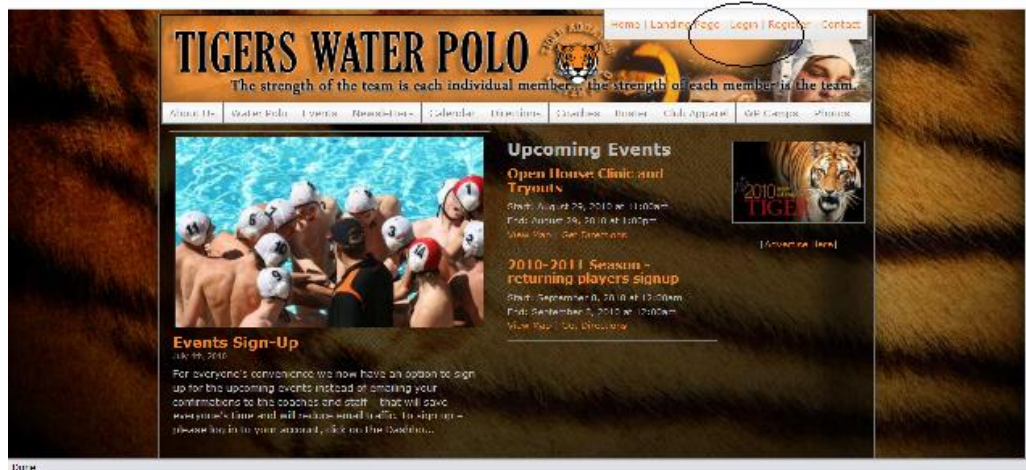 Home | Landing Page Login | Register Contact
TIGERS WATER POLO
The strength of the team is each individual member... the strength of each member is the team.
About Us Water Polo Events Newsletters Calendar Directions Coaches Roster Club Apparel WP Camps Photos
Upcoming Events
Open House Clinic and
Tryouts
Start: August 29, 2010 at 11:00am
End: August 29, 2010 at 1:00pm
View Map | Get Directions
2010-2011 Season -
returning players signup
Start: September 8, 2010 at 12:00am
End: September 8, 2010 at 12:00am
View Map | Get Directions
2010
TIGER
[Advertise Here]
Events Sign-Up
July 4th, 2010
For everyone's convenience we now have an option to sign
up for the upcoming events instead of emailing your
confirmations to the coaches and staff - that will save
everyone's time and will reduce email traffic. To sign up -
please log in to your account, click on the Dashbo...
Done